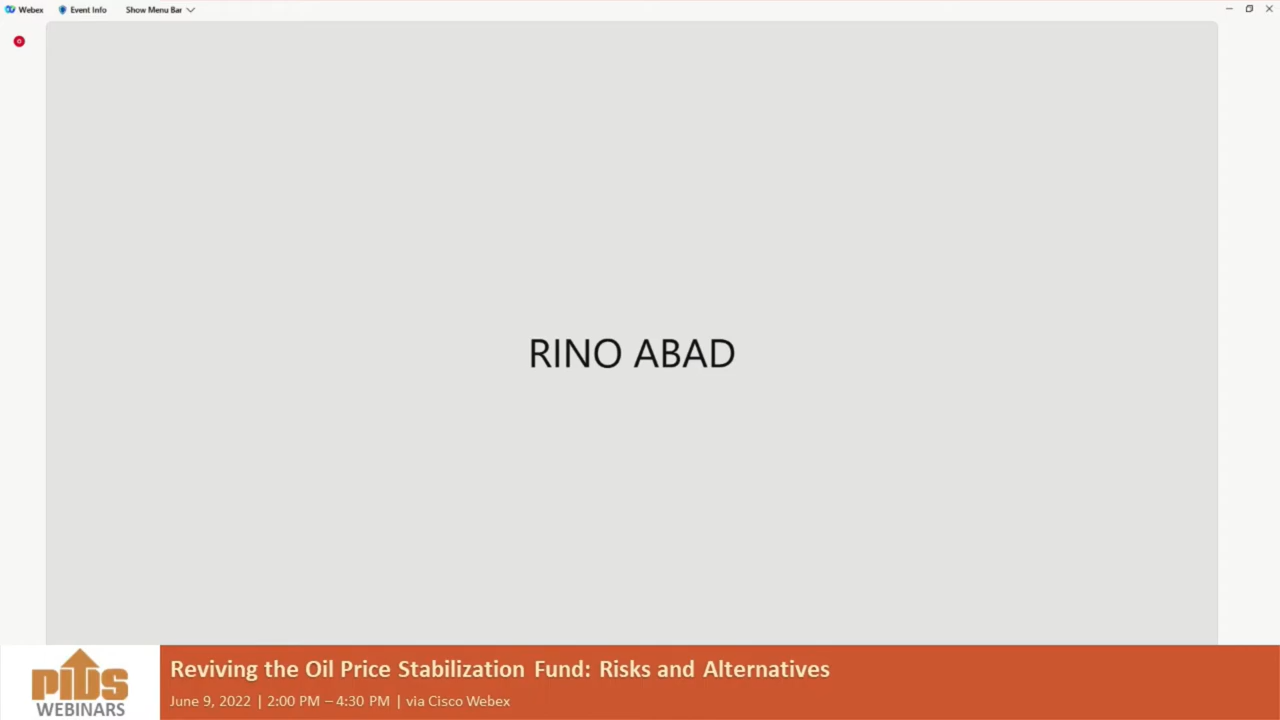 Webex Event Info Show Menu Bar
RINO ABAD
PIDS
WEBINARS
Reviving the Oil Price Stabilization Fund: Risks and Alternatives
June 9, 2022 | 2:00 PM – 4:30 PM | via Cisco Webex